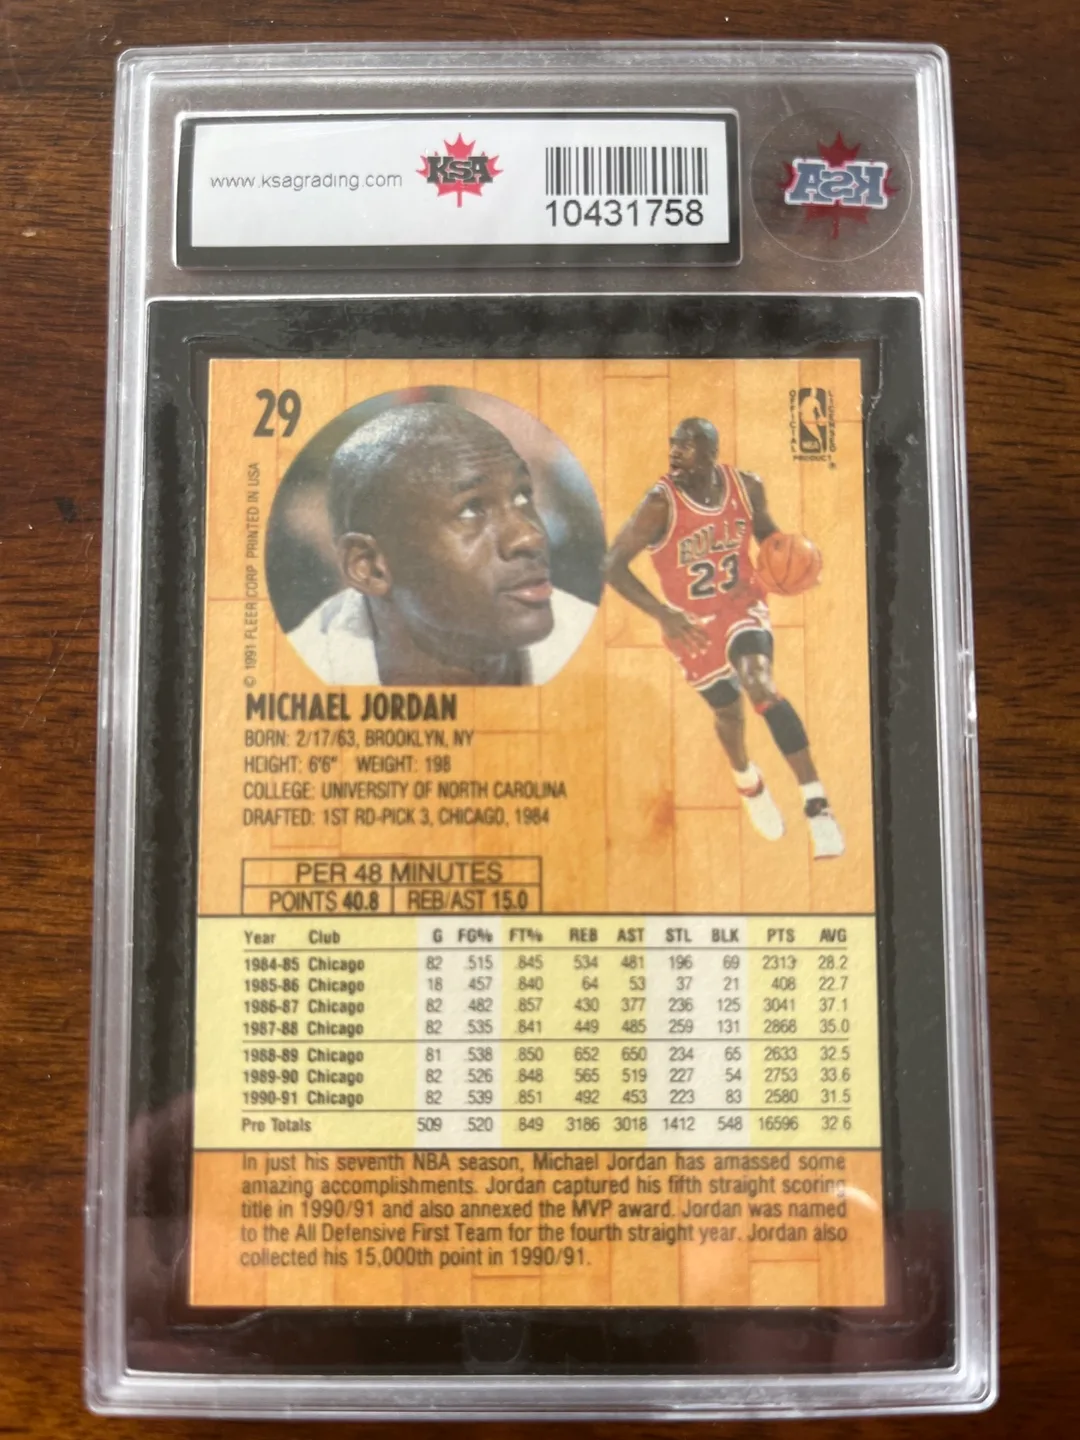 www.ksagrading.com
KSA
10431758
KSA
29
OFFICIAL LICENSED
NBA
PRODUCT ®
© 1991 FLEER CORP. PRINTED IN USA
BULLS
23
MICHAEL JORDAN
BORN: 2/17/63, BROOKLYN, NY
HEIGHT: 6'6" WEIGHT: 198
COLLEGE: UNIVERSITY OF NORTH CAROLINA
DRAFTED: 1ST RD-PICK 3, CHICAGO, 1984
PER 48 MINUTES
POINTS 40.8 REB/AST 15.0
Year Club G FG% FT% REB AST STL BLK PTS AVG
1984-85 Chicago 82 .515 .845 534 481 196 69 2313 28.2
1985-86 Chicago 18 .457 .840 64 53 37 21 408 22.7
1986-87 Chicago 82 .482 .857 430 377 236 125 3041 37.1
1987-88 Chicago 82 .535 .841 449 485 259 131 2868 35.0
1988-89 Chicago 81 .538 .850 652 650 234 65 2633 32.5
1989-90 Chicago 82 .526 .848 565 519 227 54 2753 33.6
1990-91 Chicago 82 .539 .851 492 453 223 83 2580 31.5
Pro Totals 509 .520 .849 3186 3018 1412 548 16596 32.6
In just his seventh NBA season, Michael Jordan has amassed some
amazing accomplishments. Jordan captured his fifth straight scoring
title in 1990/91 and also annexed the MVP award. Jordan was named
to the All Defensive First Team for the fourth straight year. Jordan also
collected his 15,000th point in 1990/91.